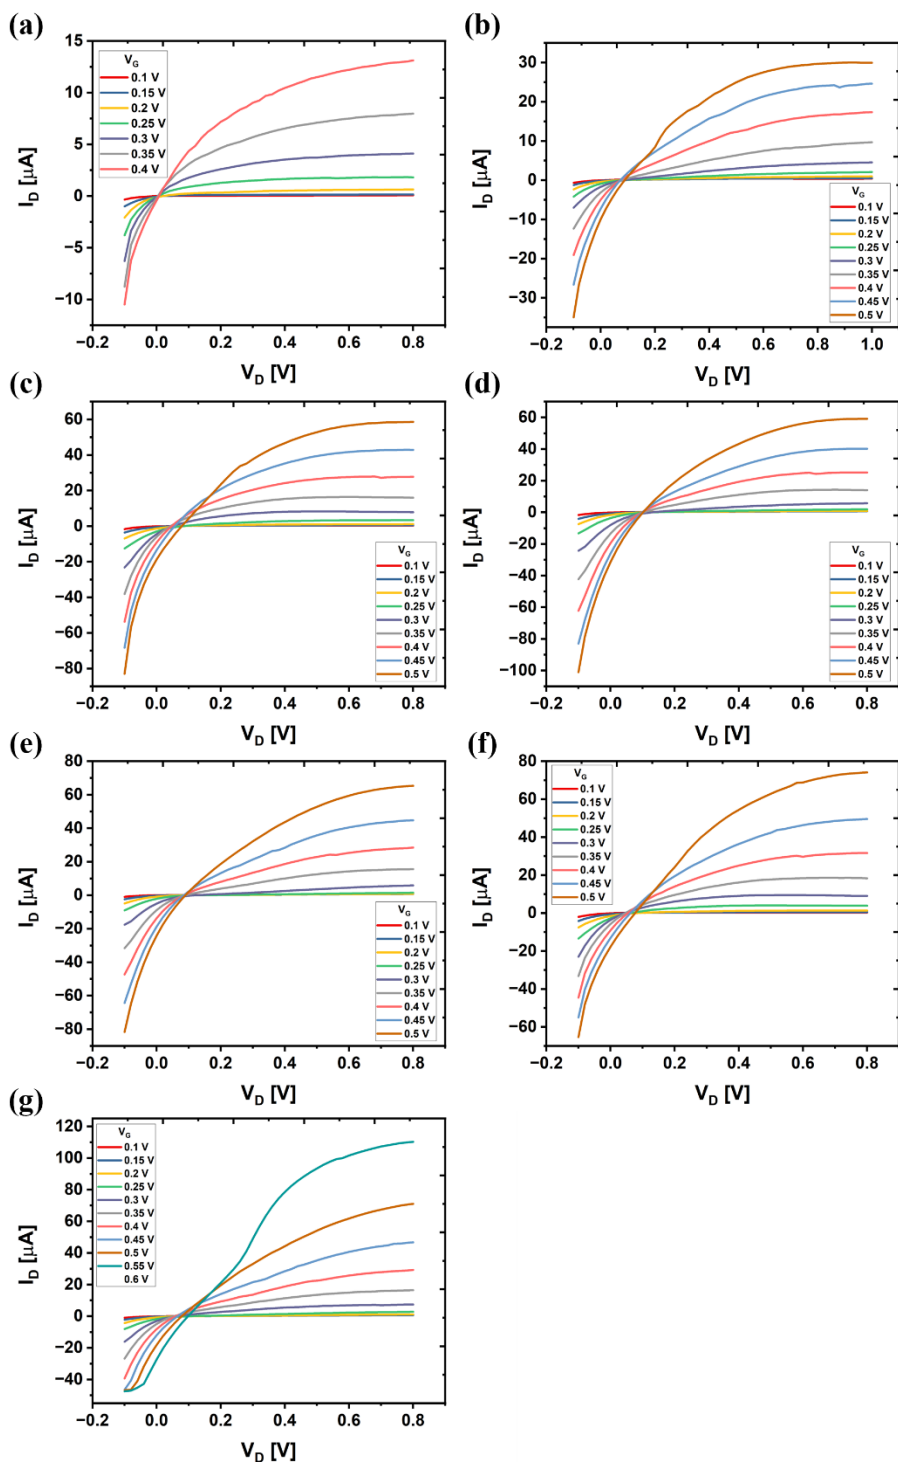 (a)
15
10
5
0
−5
−10
−0.2 0.0 0.2 0.4 0.6 0.8
I_D [µA]
V_D [V]
V_G
0.1 V
0.15 V
0.2 V
0.25 V
0.3 V
0.35 V
0.4 V
(b)
30
20
10
0
−10
−20
−30
−0.2 0.0 0.2 0.4 0.6 0.8 1.0
I_D [µA]
V_D [V]
V_G
0.1 V
0.15 V
0.2 V
0.25 V
0.3 V
0.35 V
0.4 V
0.45 V
0.5 V
(c)
60
40
20
0
−20
−40
−60
−80
−0.2 0.0 0.2 0.4 0.6 0.8
I_D [µA]
V_D [V]
V_G
0.1 V
0.15 V
0.2 V
0.25 V
0.3 V
0.35 V
0.4 V
0.45 V
0.5 V
(d)
60
40
20
0
−20
−40
−60
−80
−100
−0.2 0.0 0.2 0.4 0.6 0.8
I_D [µA]
V_D [V]
V_G
0.1 V
0.15 V
0.2 V
0.25 V
0.3 V
0.35 V
0.4 V
0.45 V
0.5 V
(e)
80
60
40
20
0
−20
−40
−60
−80
−0.2 0.0 0.2 0.4 0.6 0.8
I_D [µA]
V_D [V]
V_G
0.1 V
0.15 V
0.2 V
0.25 V
0.3 V
0.35 V
0.4 V
0.45 V
0.5 V
(f)
80
60
40
20
0
−20
−40
−60
−0.2 0.0 0.2 0.4 0.6 0.8
I_D [µA]
V_D [V]
V_G
0.1 V
0.15 V
0.2 V
0.25 V
0.3 V
0.35 V
0.4 V
0.45 V
0.5 V
(g)
120
100
80
60
40
20
0
−20
−40
−0.2 0.0 0.2 0.4 0.6 0.8
I_D [µA]
V_D [V]
V_G
0.1 V
0.15 V
0.2 V
0.25 V
0.3 V
0.35 V
0.4 V
0.45 V
0.5 V
0.55 V
0.6 V